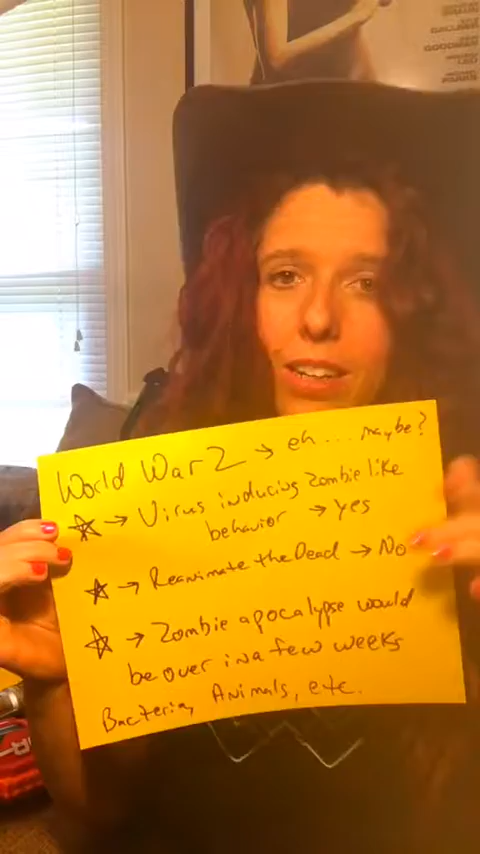 World War Z → eh.... maybe?
☆ → Virus inducing Zombie like
behavior → yes
☆ → Reanimate the Dead → No
☆ → Zombie apocalypse would
be over in a few weeks
Bacteria, Animals, etc.